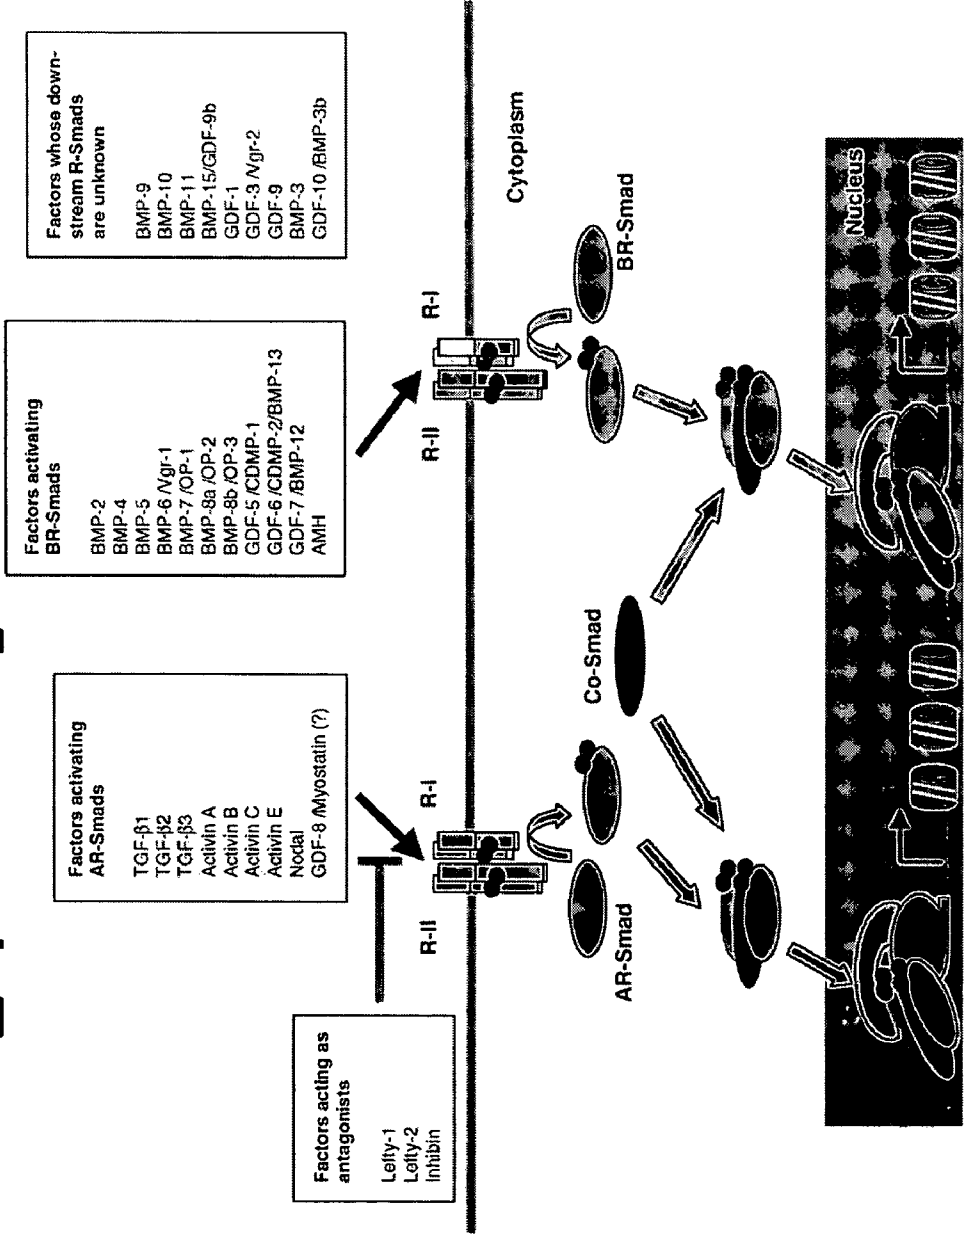 Factors acting as
antagonists
Lefty-1
Lefty-2
Inhibin
Factors activating
AR-Smads
TGF-β1
TGF-β2
TGF-β3
Activin A
Activin B
Activin C
Activin E
Nodal
GDF-8 /Myostatin (?)
Factors activating
BR-Smads
BMP-2
BMP-4
BMP-5
BMP-6 /Vgr-1
BMP-7 /OP-1
BMP-8a /OP-2
BMP-8b /OP-3
GDF-5 /CDMP-1
GDF-6 /CDMP-2/BMP-13
GDF-7 /BMP-12
AMH
Factors whose down-
stream R-Smads
are unknown
BMP-9
BMP-10
BMP-11
BMP-15/GDF-9b
GDF-1
GDF-3 /Vgr-2
GDF-9
BMP-3
GDF-10 /BMP-3b
R-II
R-I
R-II
R-I
Cytoplasm
AR-Smad
Co-Smad
BR-Smad
Nucleus